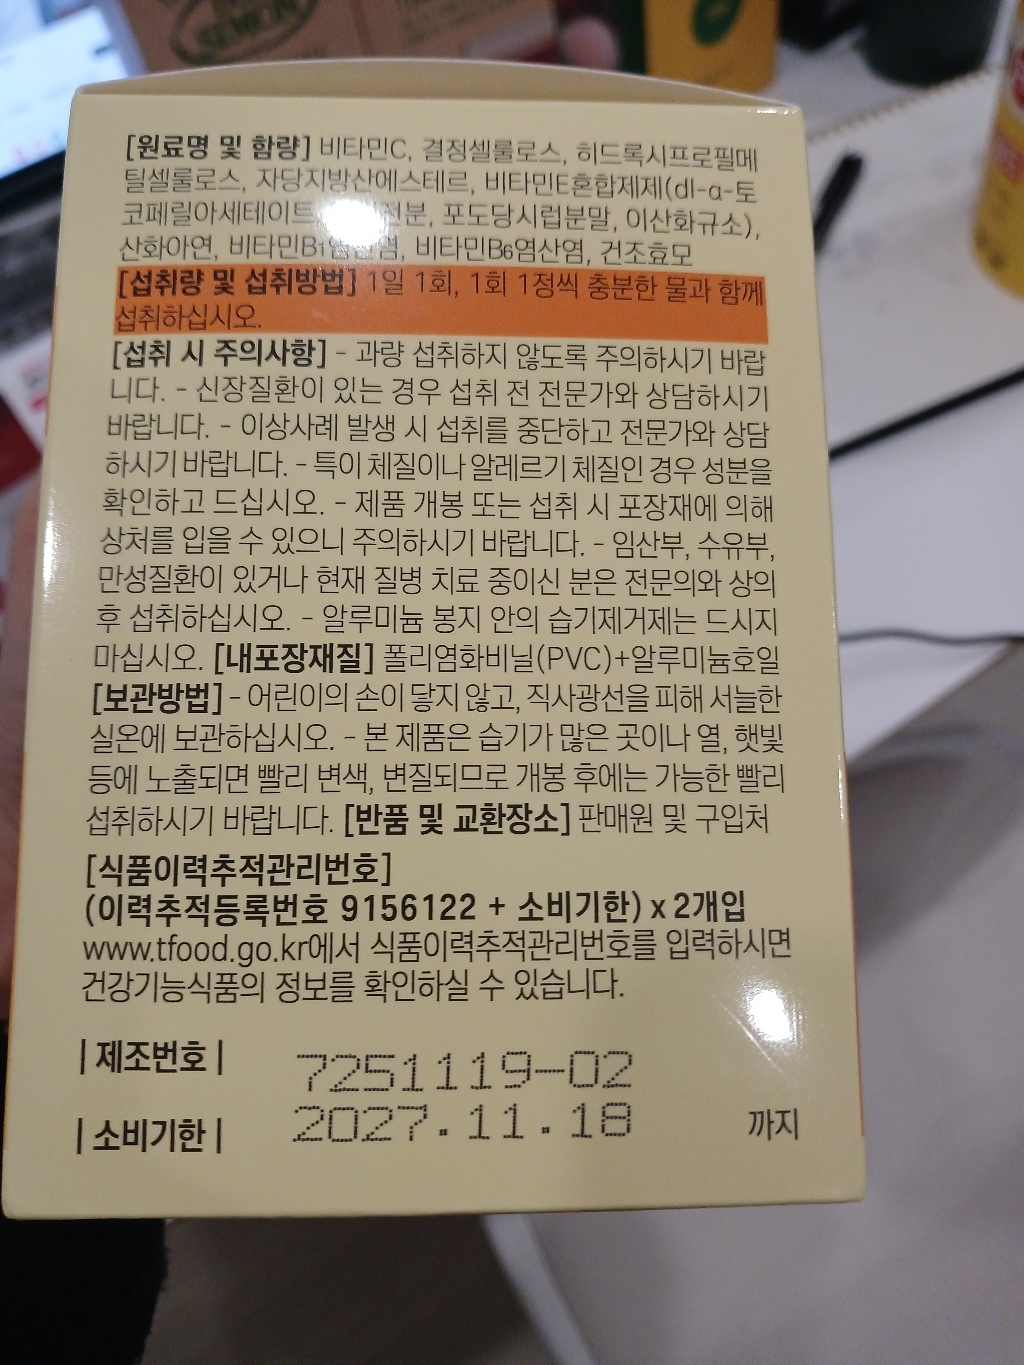 [원료명 및 함량] 비타민C, 결정셀룰로스, 히드록시프로필메
틸셀룰로스, 자당지방산에스테르, 비타민E혼합제제(dl-α-토
코페릴아세테이트 포도당시럽분말, 이산화규소),
산화아연, 비타민B₁염산염, 비타민B₆염산염, 건조효모
[섭취량 및 섭취방법] 1일 1회, 1회 1정씩 충분한 물과 함께
섭취하십시오.
[섭취 시 주의사항] - 과량 섭취하지 않도록 주의하시기 바랍
니다. - 신장질환이 있는 경우 섭취 전 전문가와 상담하시기
바랍니다. - 이상사례 발생 시 섭취를 중단하고 전문가와 상담
하시기 바랍니다. - 특이 체질이나 알레르기 체질인 경우 성분을
확인하고 드십시오. - 제품 개봉 또는 섭취 시 포장재에 의해
상처를 입을 수 있으니 주의하시기 바랍니다. - 임산부, 수유부,
만성질환이 있거나 현재 질병 치료 중이신 분은 전문의와 상의
후 섭취하십시오. - 알루미늄 봉지 안의 습기제거제는 드시지
마십시오. [내포장재질] 폴리염화비닐(PVC)+알루미늄호일
[보관방법] - 어린이의 손이 닿지 않고, 직사광선을 피해 서늘한
실온에 보관하십시오. - 본 제품은 습기가 많은 곳이나 열, 햇빛
등에 노출되면 빨리 변색, 변질되므로 개봉 후에는 가능한 빨리
섭취하시기 바랍니다. [반품 및 교환장소] 판매원 및 구입처
[식품이력추적관리번호]
(이력추적등록번호 9156122 + 소비기한) x 2개입
www.tfood.go.kr에서 식품이력추적관리번호를 입력하시면
건강기능식품의 정보를 확인하실 수 있습니다.
| 제조번호 | 7251119-02
| 소비기한 | 2027.11.18 까지